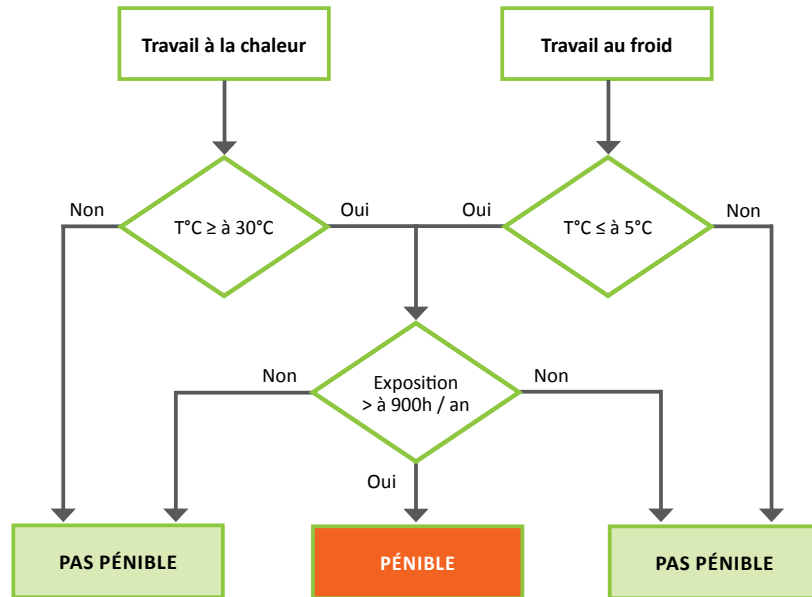 Travail à la chaleur
Travail au froid
Non
T°C ≥ à 30°C
Oui
Oui
T°C ≤ à 5°C
Non
Non
Exposition
> à 900h / an
Non
Oui
PAS PÉNIBLE
PÉNIBLE
PAS PÉNIBLE